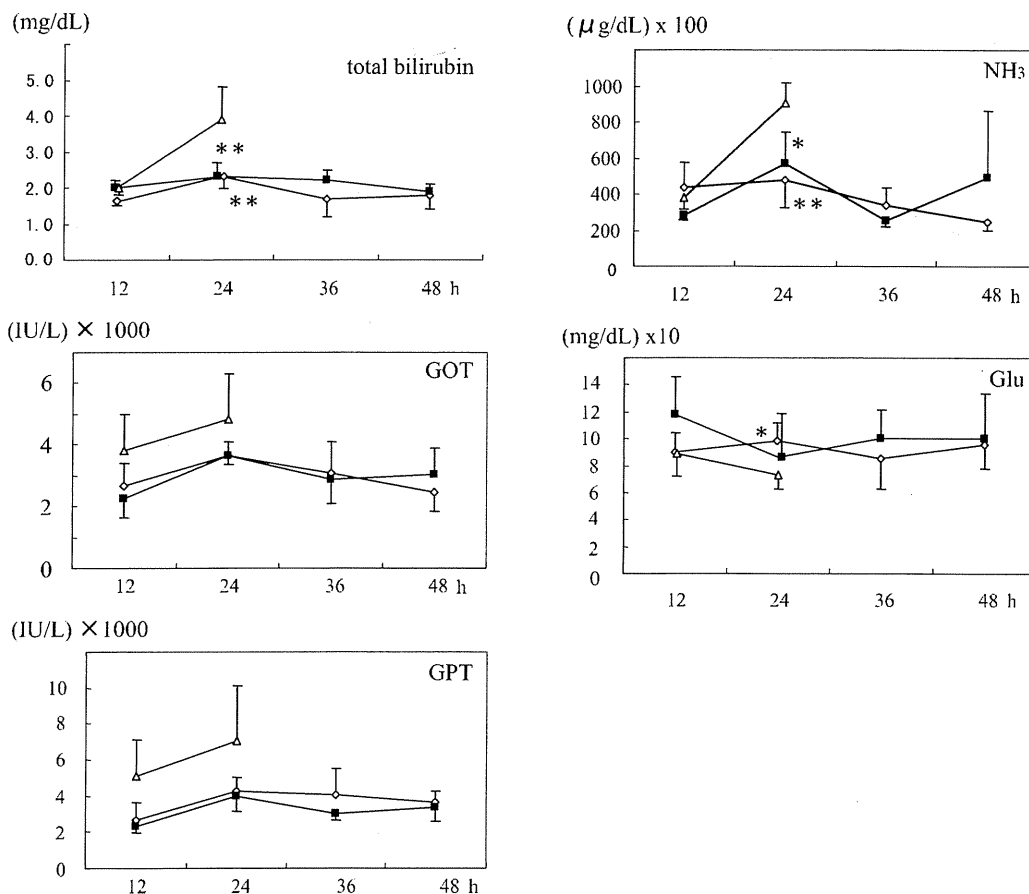 (mg/dL)
total bilirubin
5.0
4.0
3.0
2.0
1.0
0.0
**
**
12 24 36 48 h
(μg/dL) x 100
NH₃
1000
800
600
400
200
0
*
**
12 24 36 48 h
(IU/L) × 1000
GOT
6
4
2
0
12 24 36 48 h
(mg/dL) x10
Glu
14
12
10
8
6
4
2
0
*
12 24 36 48 h
(IU/L) ×1000
GPT
10
8
6
4
2
0
12 24 36 48 h